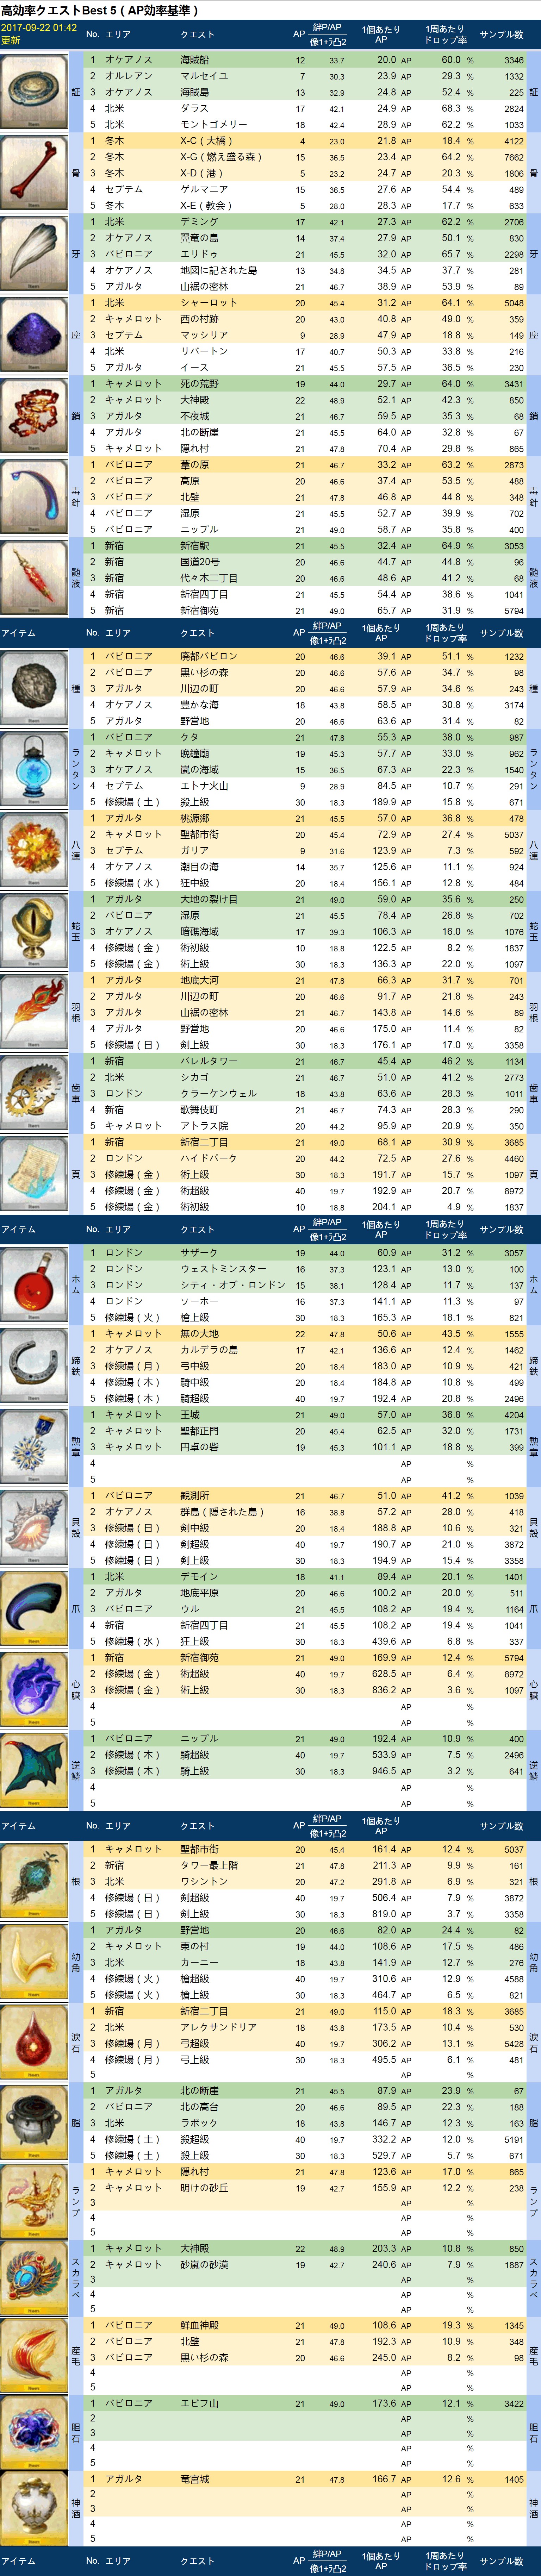 高効率クエストBest 5（AP効率基準）
2017-09-22 01:42
更新
No. エリア クエスト AP 絆P/AP 像1+ﾗ凸2 1個あたり AP 1周あたり ドロップ率 サンプル数
証
1 オケアノス 海賊船 12 33.7 20.0 AP 60.0 % 3346
2 オルレアン マルセイユ 7 30.3 23.9 AP 29.3 % 1332
3 オケアノス 海賊島 13 32.9 24.8 AP 52.4 % 225
4 北米 ダラス 17 42.1 24.9 AP 68.3 % 2824
5 北米 モントゴメリー 18 42.4 28.9 AP 62.2 % 1033
骨
1 冬木 X-C（大橋） 4 23.0 21.8 AP 18.4 % 4122
2 冬木 X-G（燃え盛る森） 15 36.5 23.4 AP 64.2 % 7662
3 冬木 X-D（港） 5 23.2 24.7 AP 20.3 % 1806
4 セプテム ゲルマニア 15 36.5 27.6 AP 54.4 % 489
5 冬木 X-E（教会） 5 28.0 28.3 AP 17.7 % 633
牙
1 北米 デミング 17 42.1 27.3 AP 62.2 % 2706
2 オケアノス 翼竜の島 14 37.4 27.9 AP 50.1 % 830
3 バビロニア エリドゥ 21 45.5 32.0 AP 65.7 % 2298
4 オケアノス 地図に記された島 13 34.8 34.5 AP 37.7 % 281
5 アガルタ 山裾の密林 21 46.7 38.9 AP 53.9 % 89
塵
1 北米 シャーロット 20 45.4 31.2 AP 64.1 % 5048
2 キャメロット 西の村跡 20 43.0 40.8 AP 49.0 % 359
3 セプテム マッシリア 9 28.9 47.9 AP 18.8 % 149
4 北米 リバートン 17 40.7 50.3 AP 33.8 % 216
5 アガルタ イース 21 45.5 57.5 AP 36.5 % 230
鎖
1 キャメロット 死の荒野 19 44.0 29.7 AP 64.0 % 3431
2 キャメロット 大神殿 22 48.9 52.1 AP 42.3 % 850
3 アガルタ 不夜城 21 46.7 59.5 AP 35.3 % 68
4 アガルタ 北の断崖 21 45.5 64.0 AP 32.8 % 67
5 キャメロット 隠れ村 21 47.8 70.4 AP 29.8 % 865
毒針
1 バビロニア 葦の原 21 46.7 33.2 AP 63.2 % 2873
2 バビロニア 高原 20 46.6 37.4 AP 53.5 % 488
3 バビロニア 北壁 21 47.8 46.8 AP 44.8 % 348
4 バビロニア 湿原 21 45.5 52.7 AP 39.9 % 702
5 バビロニア ニップル 21 49.0 58.7 AP 35.8 % 400
髄液
1 新宿 新宿駅 21 45.5 32.4 AP 64.9 % 3053
2 新宿 国道20号 20 46.6 44.7 AP 44.8 % 96
3 新宿 代々木二丁目 20 46.6 48.6 AP 41.2 % 68
4 新宿 新宿四丁目 21 45.5 54.4 AP 38.6 % 1041
5 新宿 新宿御苑 21 49.0 65.7 AP 31.9 % 5794
アイテム No. エリア クエスト AP 絆P/AP 像1+ﾗ凸2 1個あたり AP 1周あたり ドロップ率 サンプル数
種
1 バビロニア 廃都バビロン 20 46.6 39.1 AP 51.1 % 1232
2 バビロニア 黒い杉の森 20 46.6 57.6 AP 34.7 % 98
3 アガルタ 川辺の町 20 46.6 57.9 AP 34.6 % 243
4 オケアノス 豊かな海 18 43.8 58.5 AP 30.8 % 3174
5 アガルタ 野営地 20 46.6 63.6 AP 31.4 % 82
ランタン
1 バビロニア クタ 21 47.8 55.3 AP 38.0 % 987
2 キャメロット 晩鐘廟 19 45.3 57.7 AP 33.0 % 962
3 オケアノス 嵐の海域 15 36.5 67.3 AP 22.3 % 1540
4 セプテム エトナ火山 9 28.9 84.5 AP 10.7 % 291
5 修練場（土） 殺上級 30 18.3 189.9 AP 15.8 % 671
八連
1 アガルタ 桃源郷 21 45.5 57.0 AP 36.8 % 478
2 キャメロット 聖都市街 20 45.4 72.9 AP 27.4 % 5037
3 セプテム ガリア 9 31.6 123.9 AP 7.3 % 592
4 オケアノス 潮目の海 14 35.7 125.6 AP 11.1 % 924
5 修練場（水） 狂中級 20 18.4 156.1 AP 12.8 % 484
蛇玉
1 アガルタ 大地の裂け目 21 49.0 59.0 AP 35.6 % 250
2 バビロニア 湿原 21 45.5 78.4 AP 26.8 % 702
3 オケアノス 暗礁海域 17 39.3 106.3 AP 16.0 % 1076
4 修練場（金） 術初級 10 18.8 122.5 AP 8.2 % 1837
5 修練場（金） 術上級 30 18.3 136.3 AP 22.0 % 1097
羽根
1 アガルタ 地底大河 21 47.8 66.3 AP 31.7 % 701
2 アガルタ 川辺の町 20 46.6 91.7 AP 21.8 % 243
3 アガルタ 山裾の密林 21 46.7 143.8 AP 14.6 % 89
4 アガルタ 野営地 20 46.6 175.0 AP 11.4 % 82
5 修練場（日） 剣上級 30 18.3 176.1 AP 17.0 % 3358
歯車
1 新宿 バレルタワー 21 46.7 45.4 AP 46.2 % 1134
2 北米 シカゴ 21 46.7 51.0 AP 41.2 % 2773
3 ロンドン クラーケンウェル 18 43.8 63.6 AP 28.3 % 1011
4 新宿 歌舞伎町 21 46.7 74.3 AP 28.3 % 290
5 キャメロット アトラス院 20 44.2 95.9 AP 20.9 % 350
頁
1 新宿 新宿二丁目 21 49.0 68.1 AP 30.9 % 3685
2 ロンドン ハイドパーク 20 44.2 72.5 AP 27.6 % 4460
3 修練場（金） 術上級 30 18.3 191.7 AP 15.7 % 1097
4 修練場（金） 術超級 40 19.7 192.9 AP 20.7 % 8972
5 修練場（金） 術初級 10 18.8 204.1 AP 4.9 % 1837
アイテム No. エリア クエスト AP 絆P/AP 像1+ﾗ凸2 1個あたり AP 1周あたり ドロップ率 サンプル数
ホム
1 ロンドン サザーク 19 44.0 60.9 AP 31.2 % 3057
2 ロンドン ウェストミンスター 16 37.3 123.1 AP 13.0 % 100
3 ロンドン シティ・オブ・ロンドン 15 38.1 128.4 AP 11.7 % 137
4 ロンドン ソーホー 16 37.3 141.1 AP 11.3 % 97
5 修練場（火） 槍上級 30 18.3 165.3 AP 18.1 % 821
蹄鉄
1 キャメロット 無の大地 22 47.8 50.6 AP 43.5 % 1555
2 オケアノス カルデラの島 17 42.1 136.6 AP 12.4 % 1462
3 修練場（月） 弓中級 20 18.4 183.0 AP 10.9 % 421
4 修練場（木） 騎中級 20 18.4 184.8 AP 10.8 % 499
5 修練場（木） 騎超級 40 19.7 192.4 AP 20.8 % 2496
勲章
1 キャメロット 王城 21 49.0 57.0 AP 36.8 % 4204
2 キャメロット 聖都正門 20 45.4 62.5 AP 32.0 % 1731
3 キャメロット 円卓の砦 19 45.3 101.1 AP 18.8 % 399
4 AP %
5 AP %
貝殻
1 バビロニア 観測所 21 46.7 51.0 AP 41.2 % 1039
2 オケアノス 群島（隠された島） 16 38.8 57.2 AP 28.0 % 418
3 修練場（日） 剣中級 20 18.4 188.8 AP 10.6 % 321
4 修練場（日） 剣超級 40 19.7 190.7 AP 21.0 % 3872
5 修練場（日） 剣上級 30 18.3 194.9 AP 15.4 % 3358
爪
1 北米 デモイン 18 41.1 89.4 AP 20.1 % 1401
2 アガルタ 地底平原 20 46.6 100.2 AP 20.0 % 511
3 バビロニア ウル 21 45.5 108.2 AP 19.4 % 1164
4 新宿 新宿四丁目 21 45.5 108.2 AP 19.4 % 1041
5 修練場（水） 狂上級 30 18.3 439.6 AP 6.8 % 337
心臓
1 新宿 新宿御苑 21 49.0 169.9 AP 12.4 % 5794
2 修練場（金） 術超級 40 19.7 628.5 AP 6.4 % 8972
3 修練場（金） 術上級 30 18.3 836.2 AP 3.6 % 1097
4 AP %
5 AP %
逆鱗
1 バビロニア ニップル 21 49.0 192.4 AP 10.9 % 400
2 修練場（木） 騎超級 40 19.7 533.9 AP 7.5 % 2496
3 修練場（木） 騎上級 30 18.3 946.5 AP 3.2 % 641
4 AP %
5 AP %
アイテム No. エリア クエスト AP 絆P/AP 像1+ﾗ凸2 1個あたり AP 1周あたり ドロップ率 サンプル数
根
1 キャメロット 聖都市街 20 45.4 161.4 AP 12.4 % 5037
2 新宿 タワー最上階 21 47.8 211.3 AP 9.9 % 161
3 北米 ワシントン 20 47.2 291.8 AP 6.9 % 321
4 修練場（日） 剣超級 40 19.7 506.4 AP 7.9 % 3872
5 修練場（日） 剣上級 30 18.3 819.0 AP 3.7 % 3358
幼角
1 アガルタ 野営地 20 46.6 82.0 AP 24.4 % 82
2 キャメロット 東の村 19 44.0 108.6 AP 17.5 % 486
3 北米 カーニー 18 43.8 141.9 AP 12.7 % 276
4 修練場（火） 槍超級 40 19.7 310.6 AP 12.9 % 4588
5 修練場（火） 槍上級 30 18.3 464.7 AP 6.5 % 821
涙石
1 新宿 新宿二丁目 21 49.0 115.0 AP 18.3 % 3685
2 北米 アレクサンドリア 18 43.8 173.5 AP 10.4 % 530
3 修練場（月） 弓超級 40 19.7 306.2 AP 13.1 % 5428
4 修練場（月） 弓上級 30 18.3 495.5 AP 6.1 % 481
5 AP %
脂
1 アガルタ 北の断崖 21 45.5 87.9 AP 23.9 % 67
2 バビロニア 北の高台 20 46.6 89.5 AP 22.3 % 188
3 北米 ラボック 18 43.8 146.7 AP 12.3 % 163
4 修練場（土） 殺超級 40 19.7 332.2 AP 12.0 % 5191
5 修練場（土） 殺上級 30 18.3 529.7 AP 5.7 % 671
ランプ
1 キャメロット 隠れ村 21 47.8 123.6 AP 17.0 % 865
2 キャメロット 明けの砂丘 19 42.7 155.9 AP 12.2 % 238
3 AP %
4 AP %
5 AP %
スカラベ
1 キャメロット 大神殿 22 48.9 203.3 AP 10.8 % 850
2 キャメロット 砂嵐の砂漠 19 42.7 240.6 AP 7.9 % 1887
3 AP %
4 AP %
5 AP %
産毛
1 バビロニア 鮮血神殿 21 49.0 108.6 AP 19.3 % 1345
2 バビロニア 北壁 21 47.8 192.3 AP 10.9 % 348
3 バビロニア 黒い杉の森 20 46.6 245.0 AP 8.2 % 98
4 AP %
5 AP %
胆石
1 バビロニア エビフ山 21 49.0 173.6 AP 12.1 % 3422
2 AP %
3 AP %
4 AP %
5 AP %
神酒
1 アガルタ 竜宮城 21 47.8 166.7 AP 12.6 % 1405
2 AP %
3 AP %
4 AP %
5 AP %
アイテム No. エリア クエスト AP 絆P/AP 像1+ﾗ凸2 1個あたり AP 1周あたり ドロップ率 サンプル数